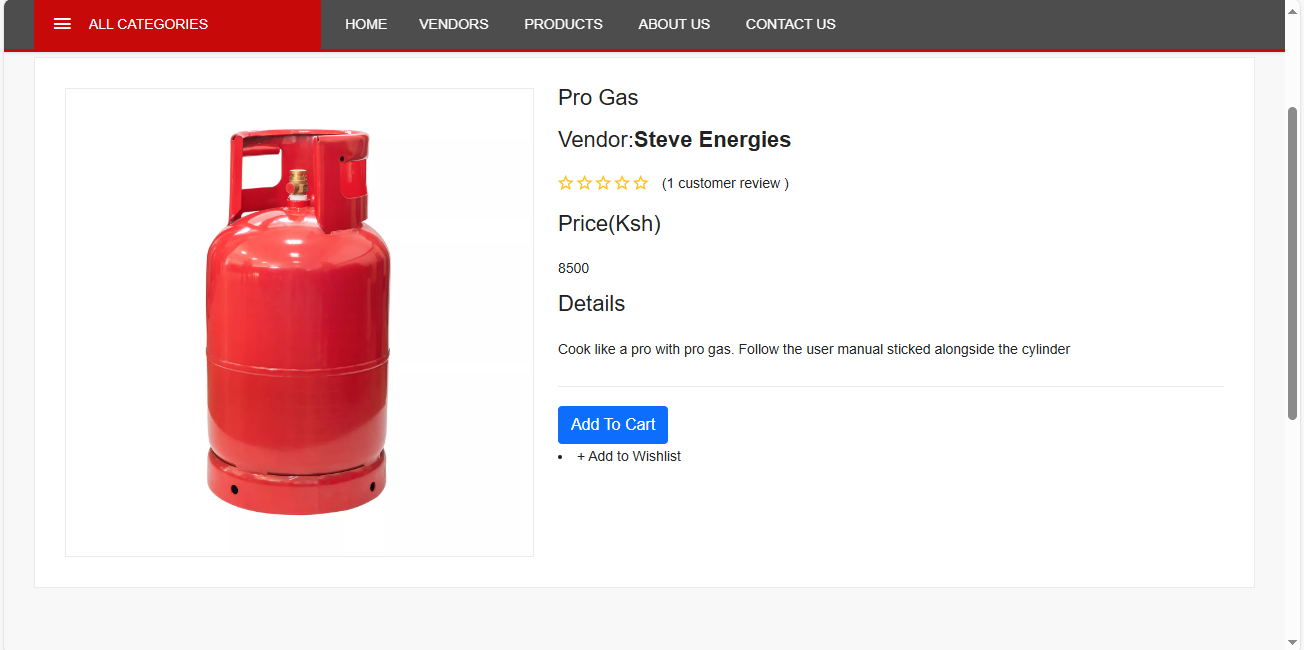 ALL CATEGORIES HOME VENDORS PRODUCTS ABOUT US CONTACT US
Pro Gas
Vendor:Steve Energies
(1 customer review )
Price(Ksh)
8500
Details
Cook like a pro with pro gas. Follow the user manual sticked alongside the cylinder
Add To Cart
+ Add to Wishlist